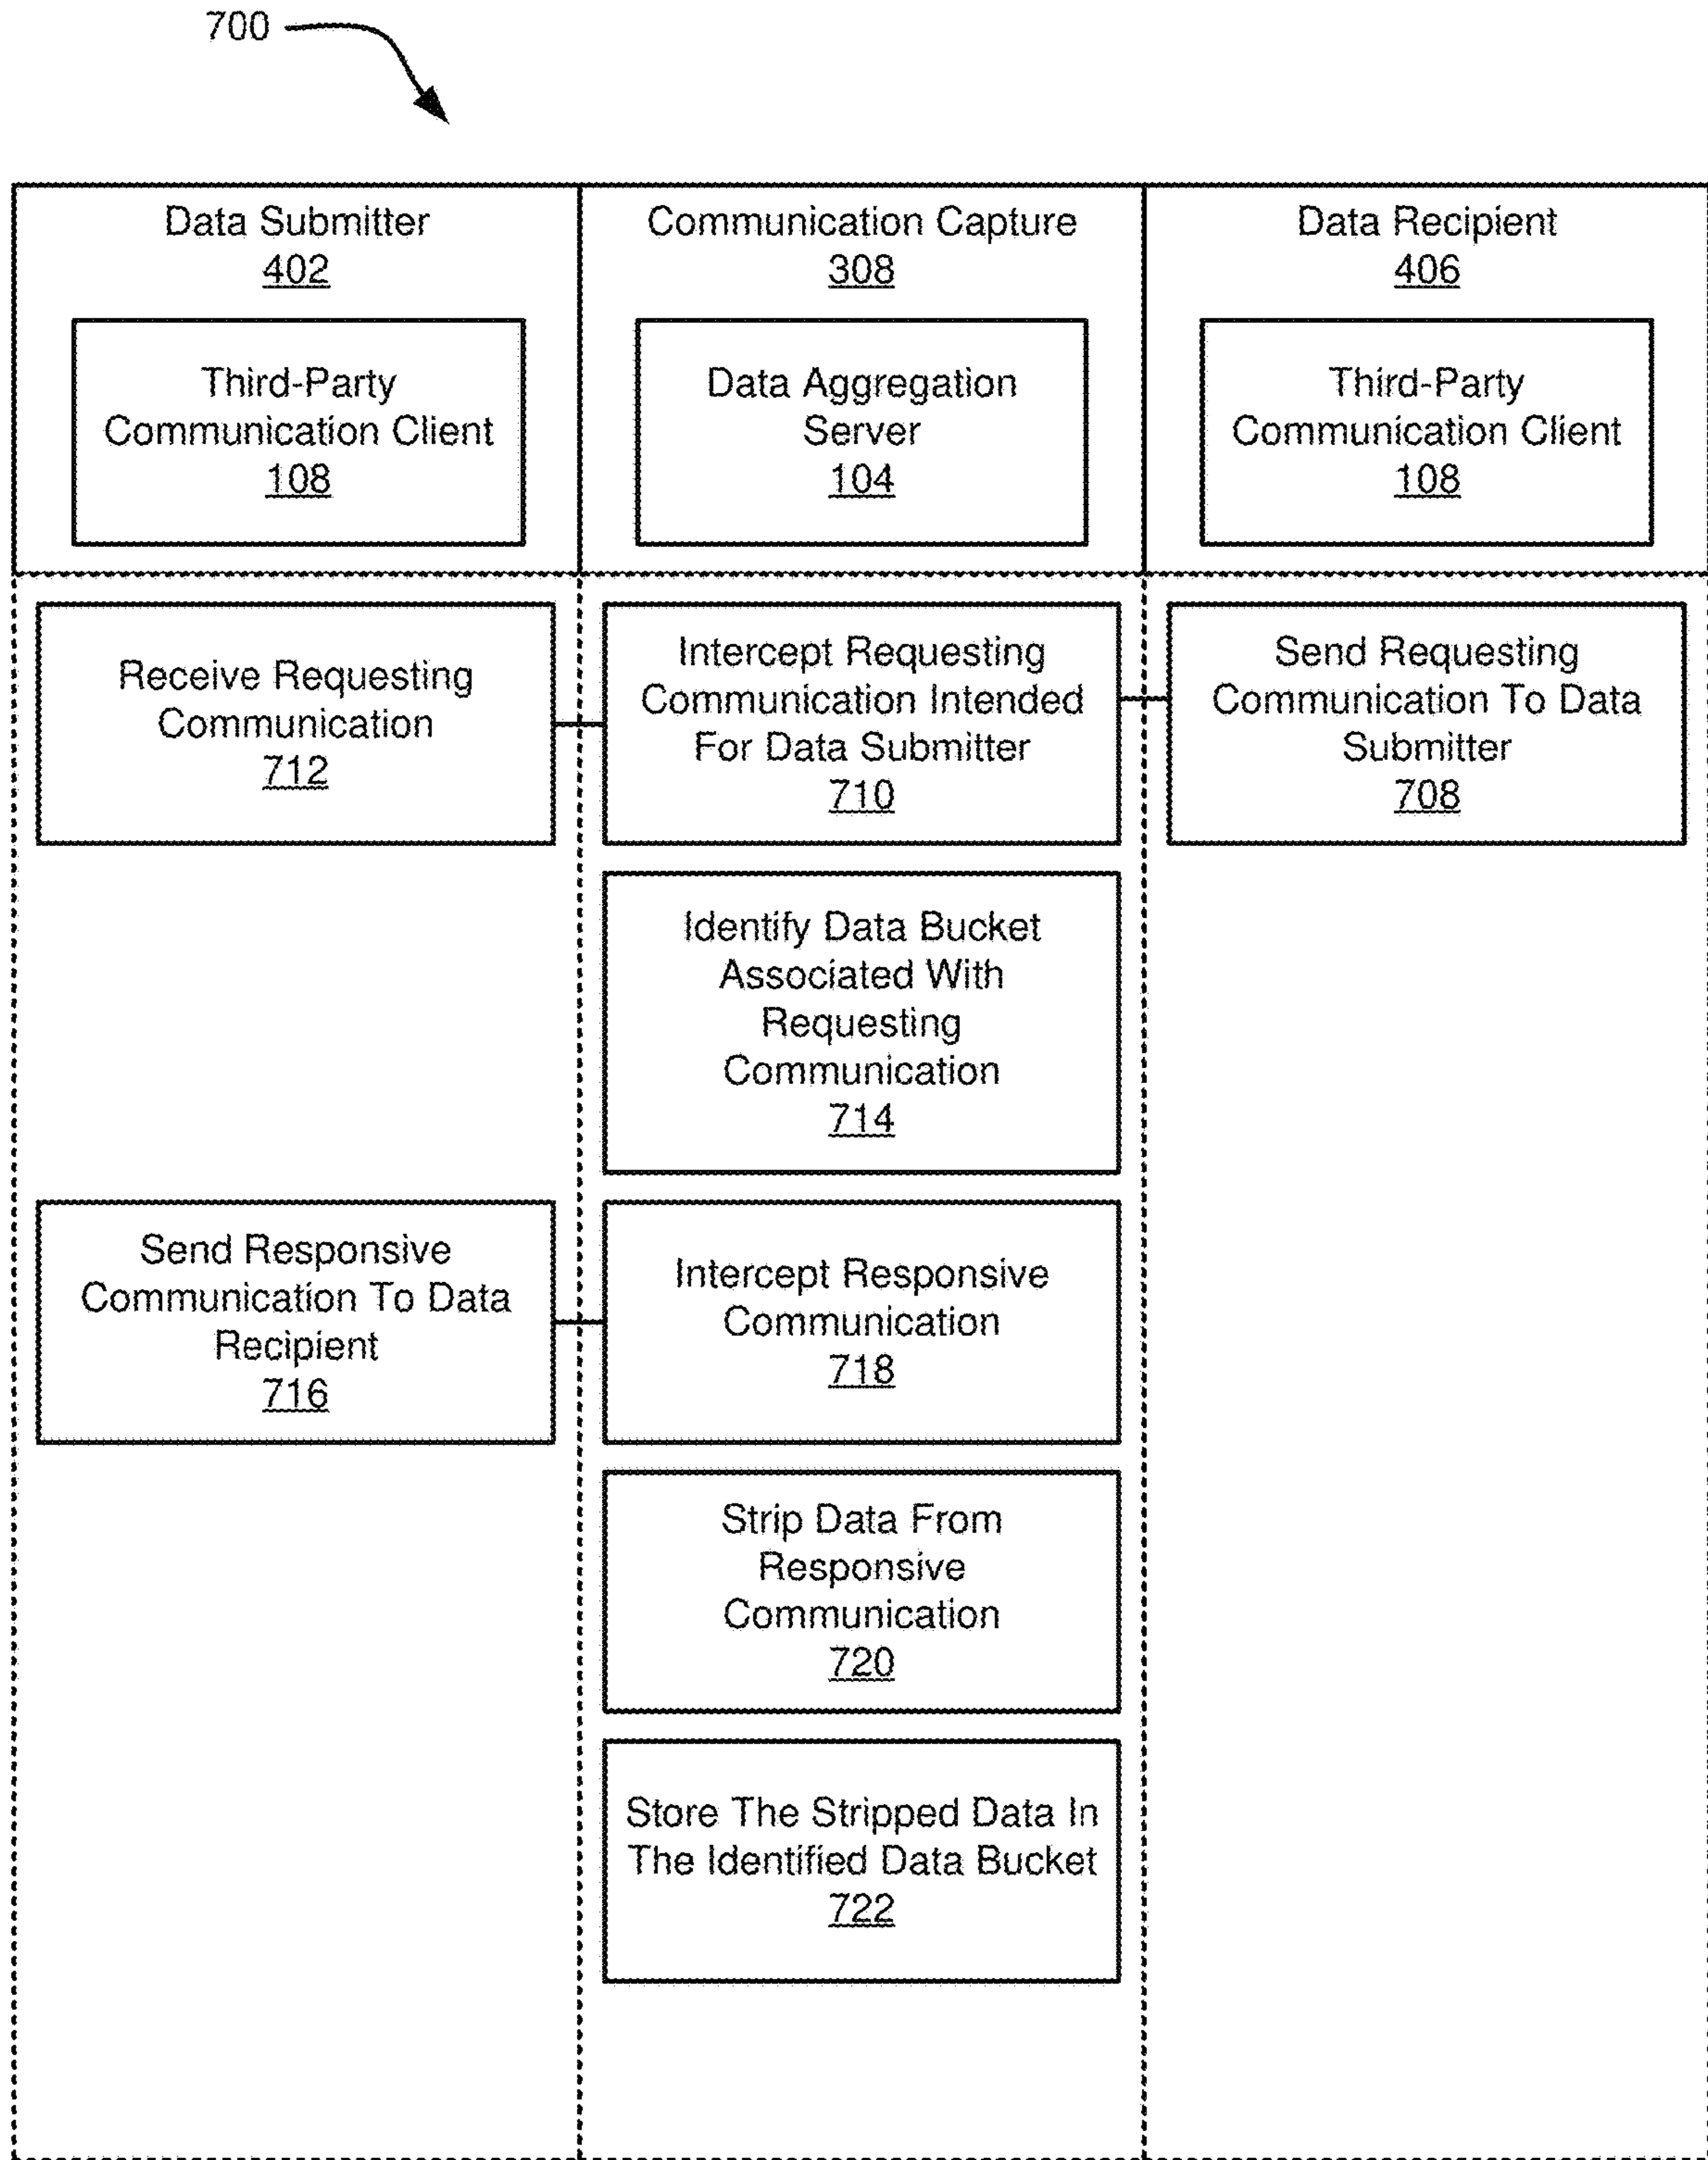 700
Data Submitter
402
Third-Party
Communication Client
108
Communication Capture
308
Data Aggregation
Server
104
Data Recipient
406
Third-Party
Communication Client
108
Receive Requesting
Communication
712
Intercept Requesting
Communication Intended
For Data Submitter
710
Send Requesting
Communication To Data
Submitter
708
Identify Data Bucket
Associated With
Requesting
Communication
714
Send Responsive
Communication To Data
Recipient
716
Intercept Responsive
Communication
718
Strip Data From
Responsive
Communication
720
Store The Stripped Data In
The Identified Data Bucket
722